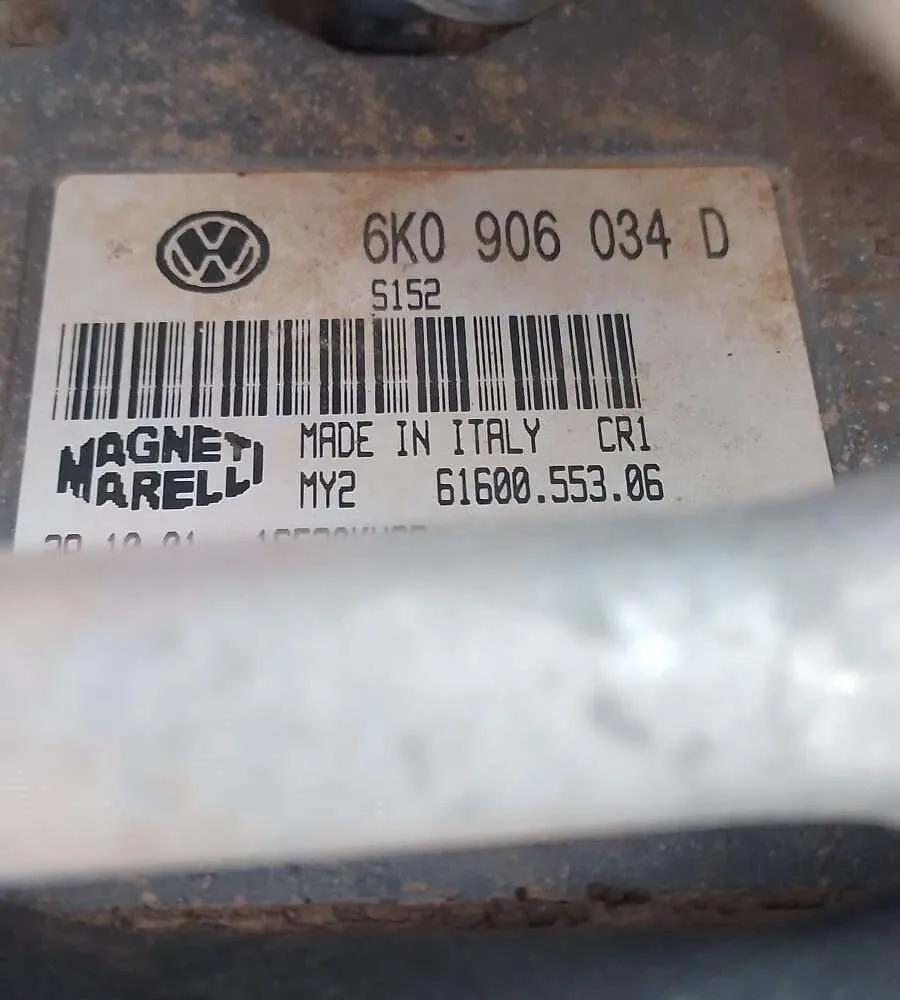 6K0 906 034 D
S152
MAGNETI MARELLI
MADE IN ITALY CR1
MY2 61600.553.06